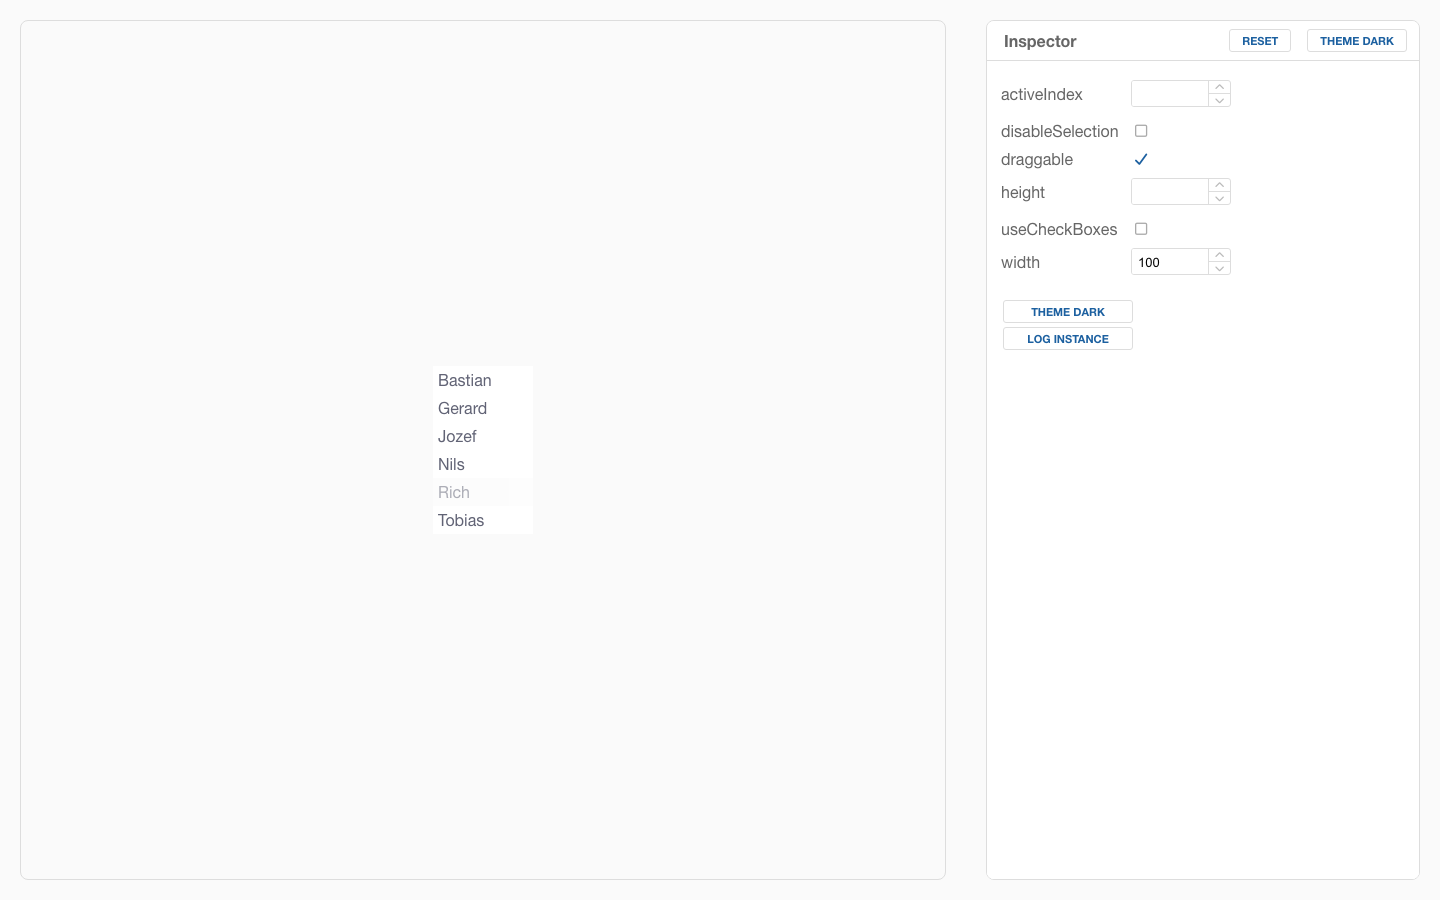 Bastian
Gerard
Jozef
Nils
Rich
Tobias
Inspector
RESET
THEME DARK
activeIndex
disableSelection
draggable
height
useCheckBoxes
width 100
THEME DARK
LOG INSTANCE